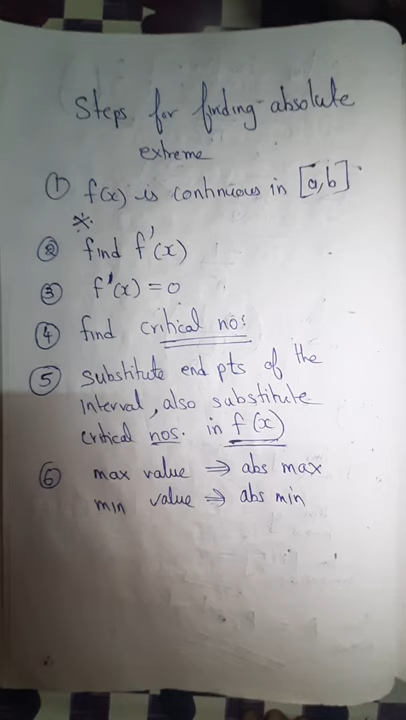 Steps for finding absolute
extreme
① f(x) is continuous in [a,b]
※
② find f'(x)
③ f'(x) = 0
④ find critical nos
⑤ Substitute end pts of the
interval, also substitute
critical nos. in f(x)
⑥ max value ⇒ abs max
min value ⇒ abs min